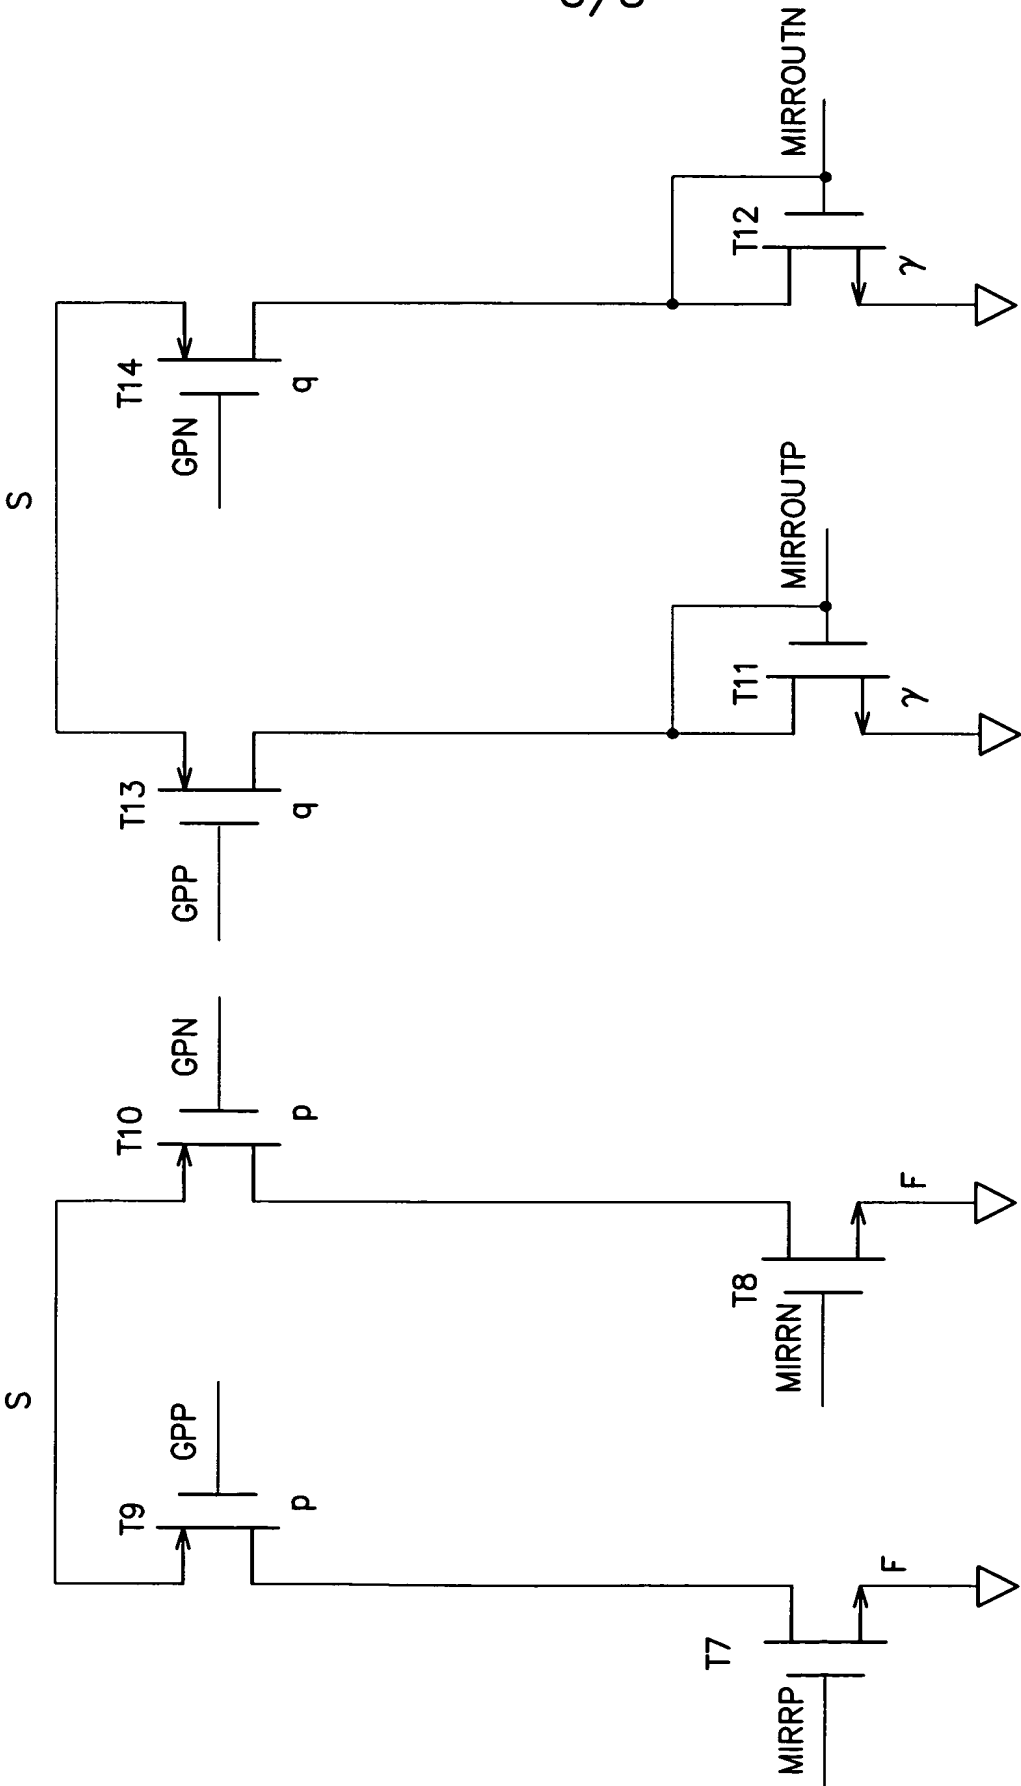 S
S
T9
T10
T13
T14
GPP
GPN
GPP
GPN
p
p
q
q
T7
T8
T11
T12
MIRRP
MIRRN
MIRROUTP
MIRROUTN
F
F
γ
γ